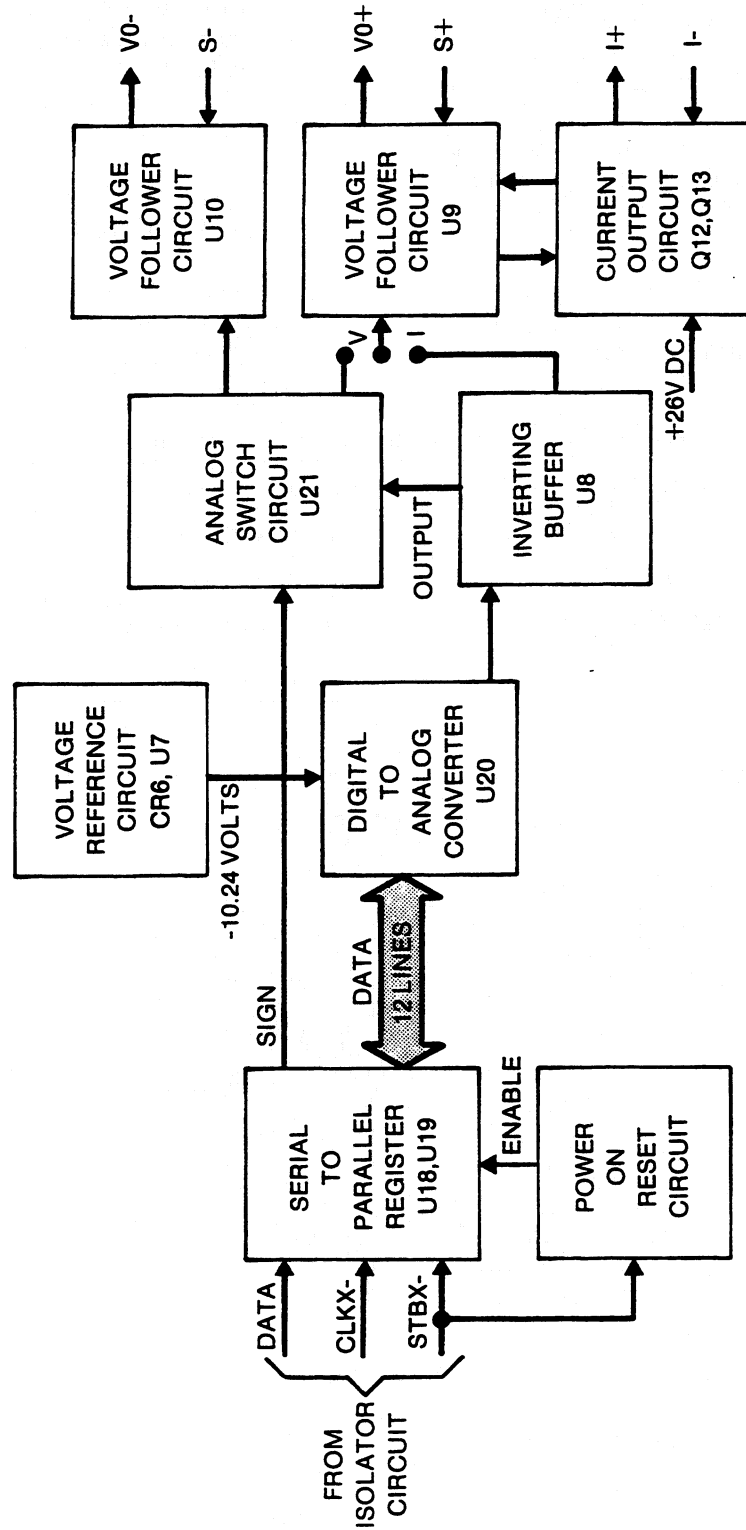 FROM
ISOLATOR
CIRCUIT
DATA
CLKX-
STBX-
SERIAL
TO
PARALLEL
REGISTER
U18,U19
ENABLE
POWER
ON
RESET
CIRCUIT
SIGN
DATA
12 LINES
VOLTAGE
REFERENCE
CIRCUIT
CR6, U7
-10.24 VOLTS
DIGITAL
TO
ANALOG
CONVERTER
U20
ANALOG
SWITCH
CIRCUIT
U21
OUTPUT
INVERTING
BUFFER
U8
V
I
+26V DC
VOLTAGE
FOLLOWER
CIRCUIT
U10
V0-
S-
VOLTAGE
FOLLOWER
CIRCUIT
U9
V0+
S+
CURRENT
OUTPUT
CIRCUIT
Q12,Q13
I+
I-